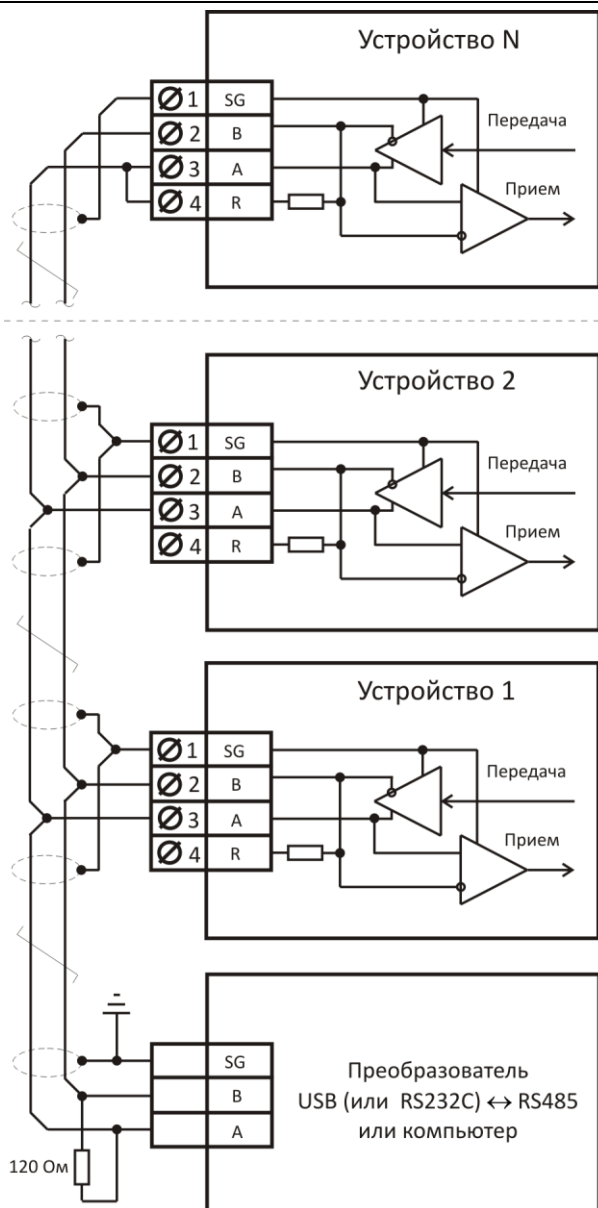 Устройство N
1 SG
2 B
3 A
4 R
Передача
Прием
Устройство 2
1 SG
2 B
3 A
4 R
Передача
Прием
Устройство 1
1 SG
2 B
3 A
4 R
Передача
Прием
-
SG
B
A
120 Ом
Преобразователь
USB (или RS232C) ↔ RS485
или компьютер